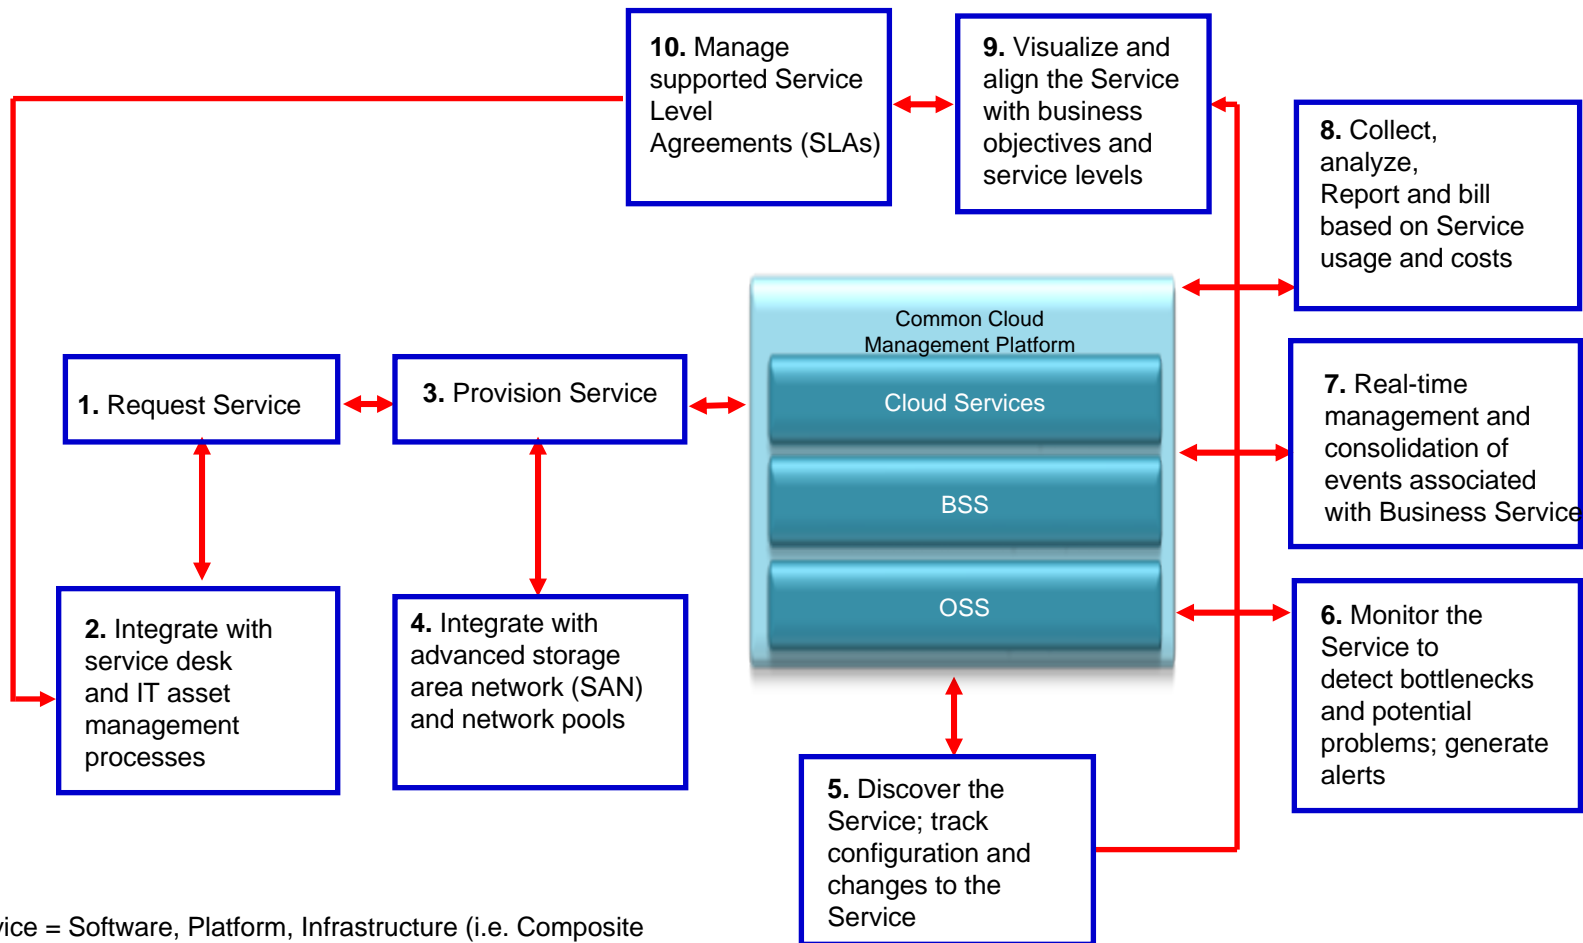 10. Manage
supported Service
Level
Agreements (SLAs)
9. Visualize and
align the Service
with business
objectives and
service levels
8. Collect,
analyze,
Report and bill
based on Service
usage and costs
Common Cloud
Management Platform
Cloud Services
BSS
OSS
1. Request Service
3. Provision Service
7. Real-time
management and
consolidation of
events associated
with Business Service
2. Integrate with
service desk
and IT asset
management
processes
4. Integrate with
advanced storage
area network (SAN)
and network pools
6. Monitor the
Service to
detect bottlenecks
and potential
problems; generate
alerts
5. Discover the
Service; track
configuration and
changes to the
Service
= Software, Platform, Infrastructure (i.e. Composite